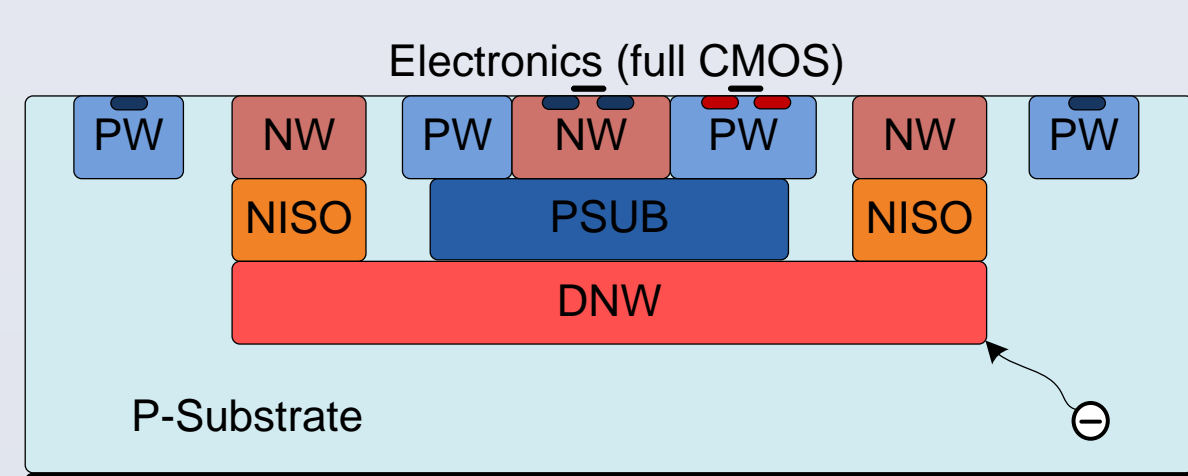 Electronics (full CMOS)
PW NW PW NW PW NW PW
NISO PSUB NISO
DNW
P-Substrate